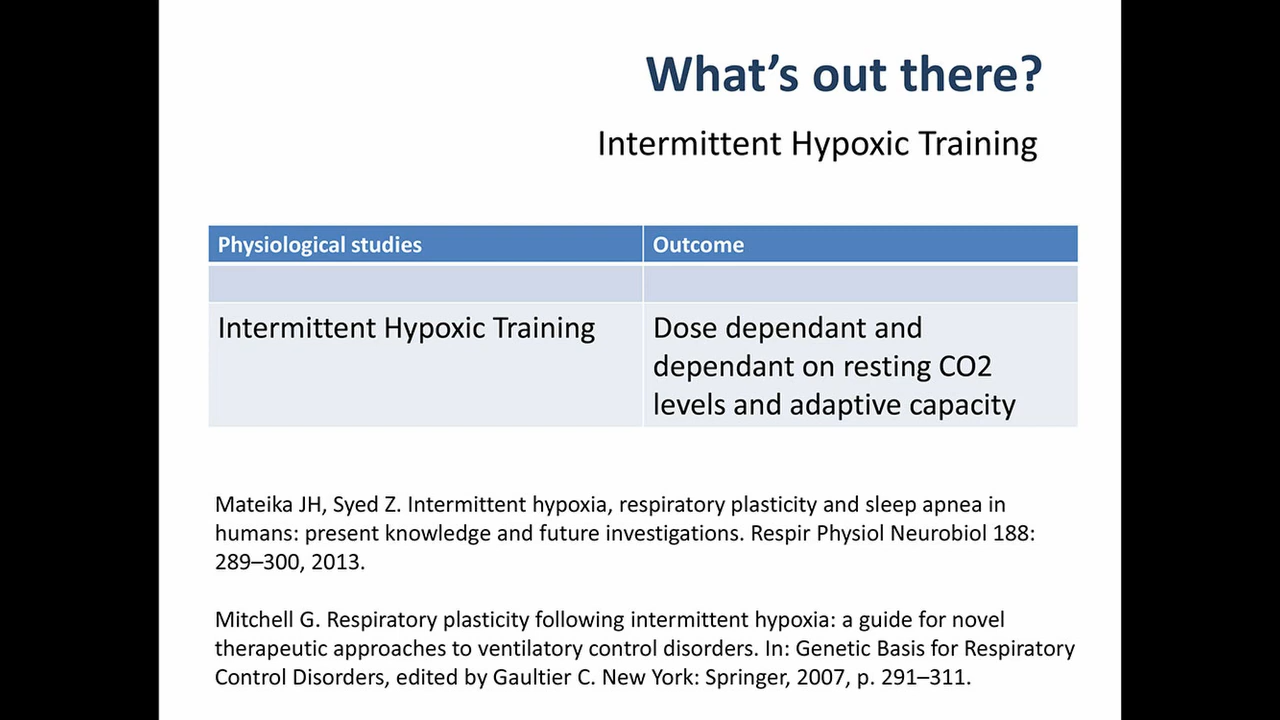 What’s out there?
Intermittent Hypoxic Training
Physiological studies
Outcome
Intermittent Hypoxic Training
Dose dependant and
dependant on resting CO2
levels and adaptive capacity
Mateika JH, Syed Z. Intermittent hypoxia, respiratory plasticity and sleep apnea in
humans: present knowledge and future investigations. Respir Physiol Neurobiol 188:
289–300, 2013.
Mitchell G. Respiratory plasticity following intermittent hypoxia: a guide for novel
therapeutic approaches to ventilatory control disorders. In: Genetic Basis for Respiratory
Control Disorders, edited by Gaultier C. New York: Springer, 2007, p. 291–311.